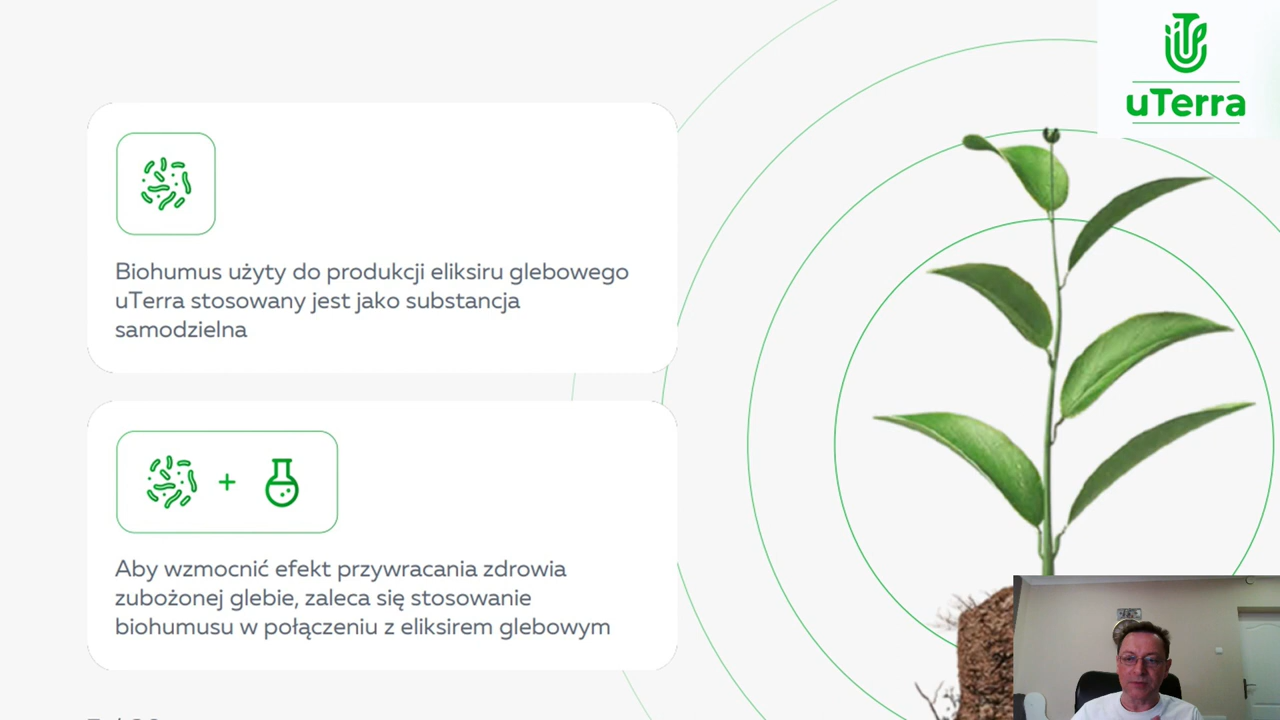 uTerra
Biohumus użyty do produkcji eliksiru glebowego
uTerra stosowany jest jako substancja
samodzielna
+
Aby wzmocnić efekt przywracania zdrowia
zubożonej glebie, zaleca się stosowanie
biohumusu w połączeniu z eliksirem glebowym